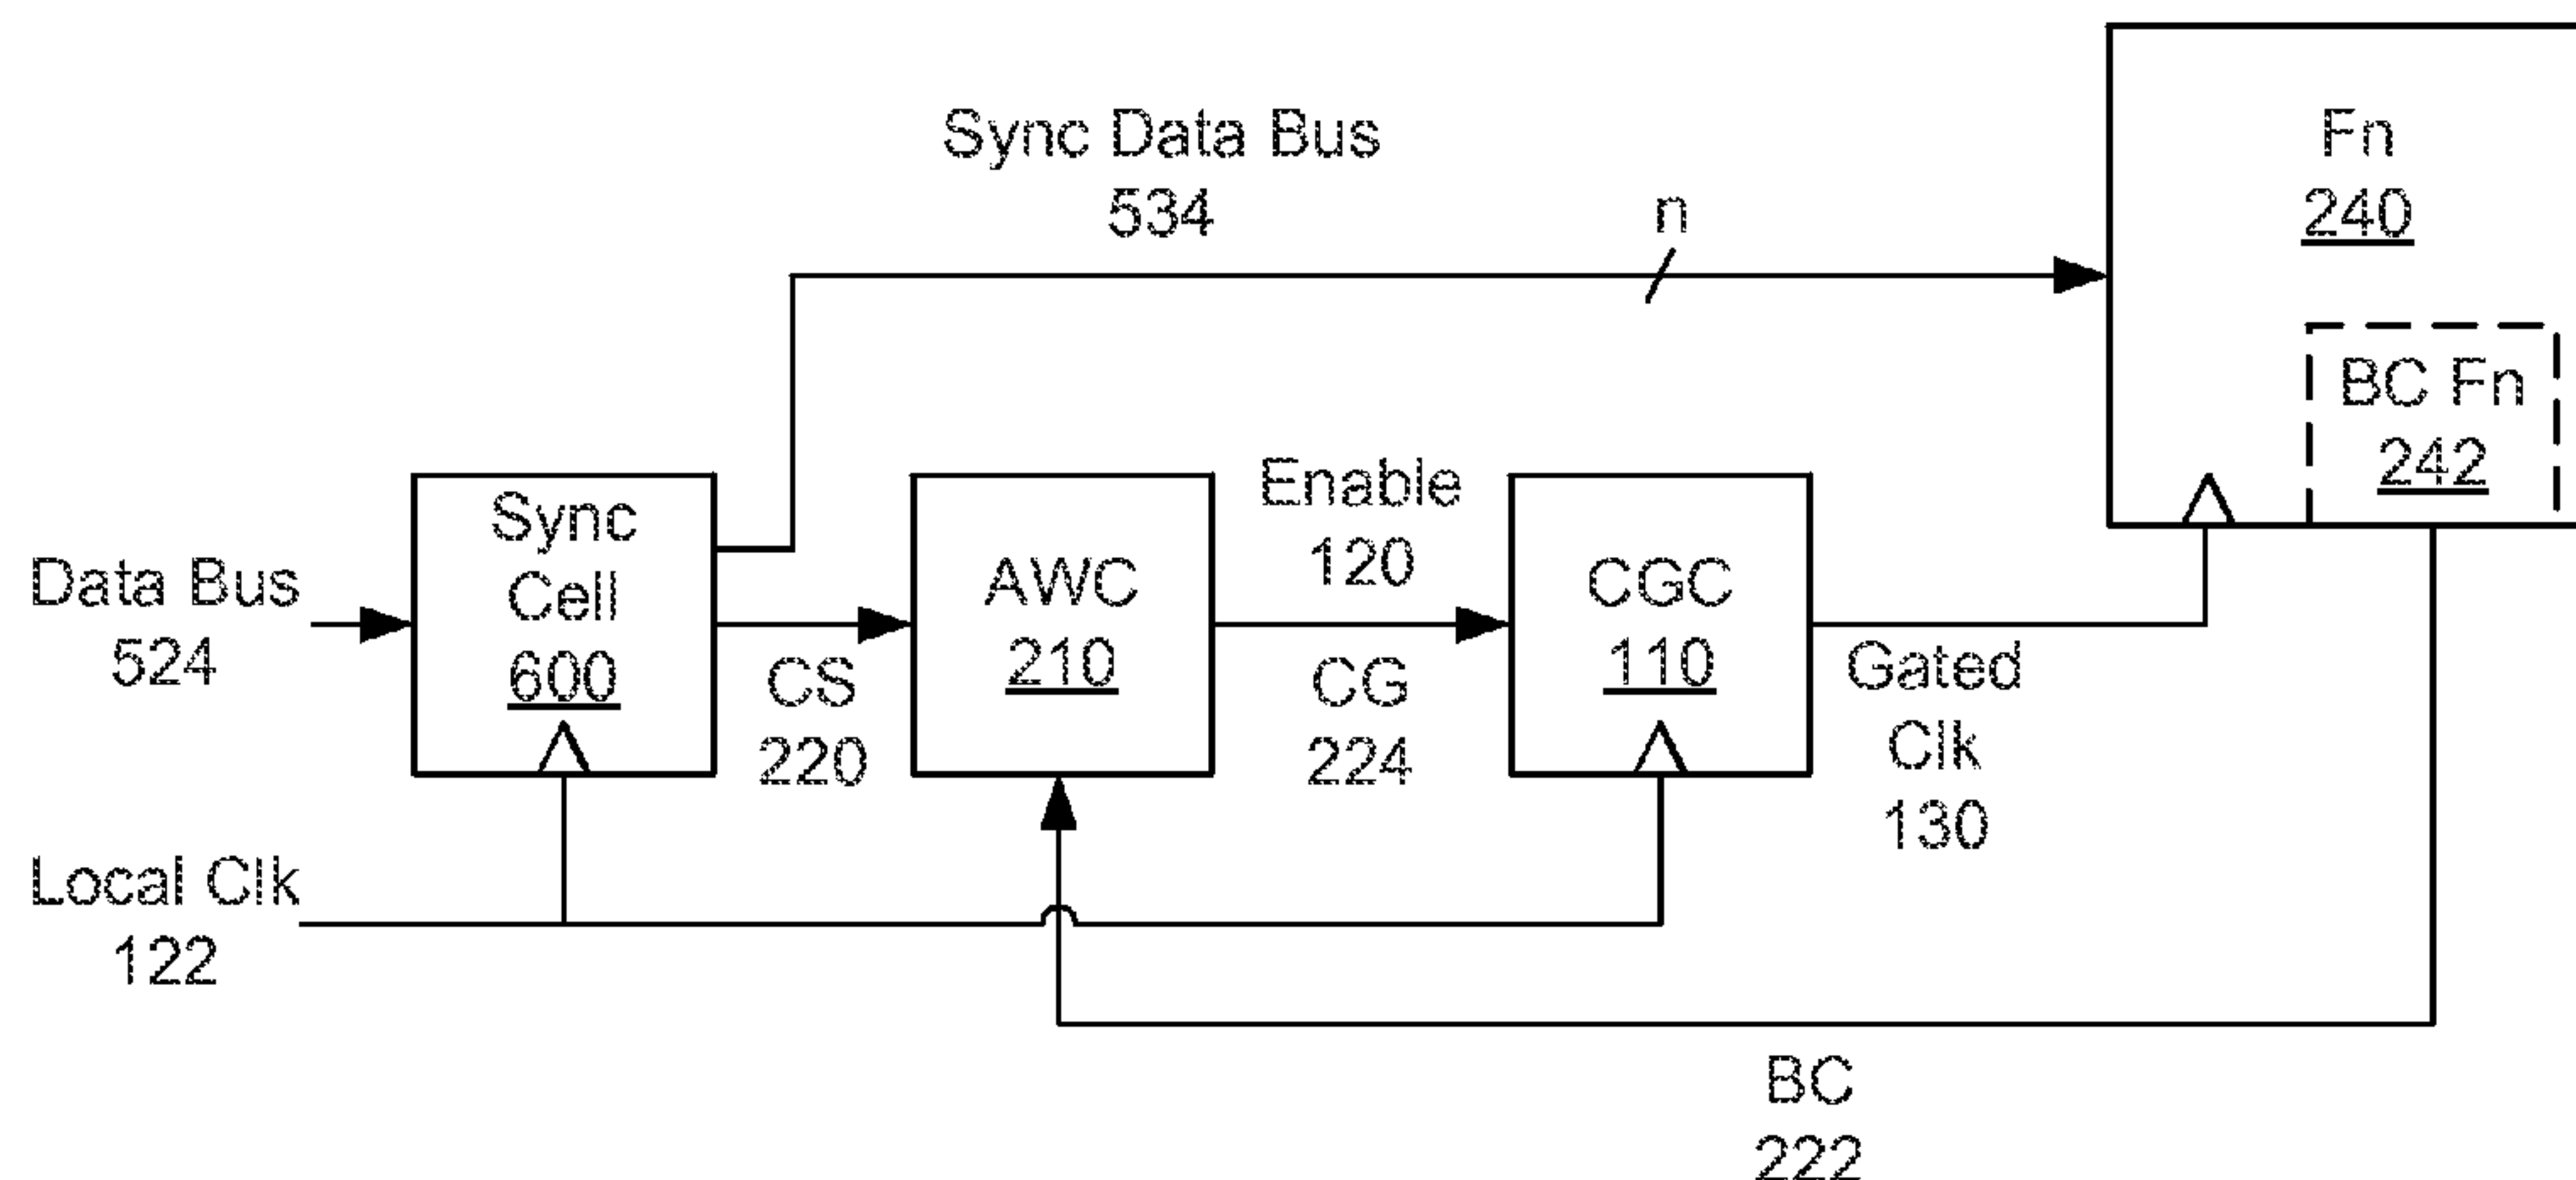 Sync Data Bus
534
n
Fn
240
BC Fn
242
Data Bus
524
Sync
Cell
600
CS
220
AWC
210
Enable
120
CG
224
CGC
110
Gated
Clk
130
Local Clk
122
BC
222